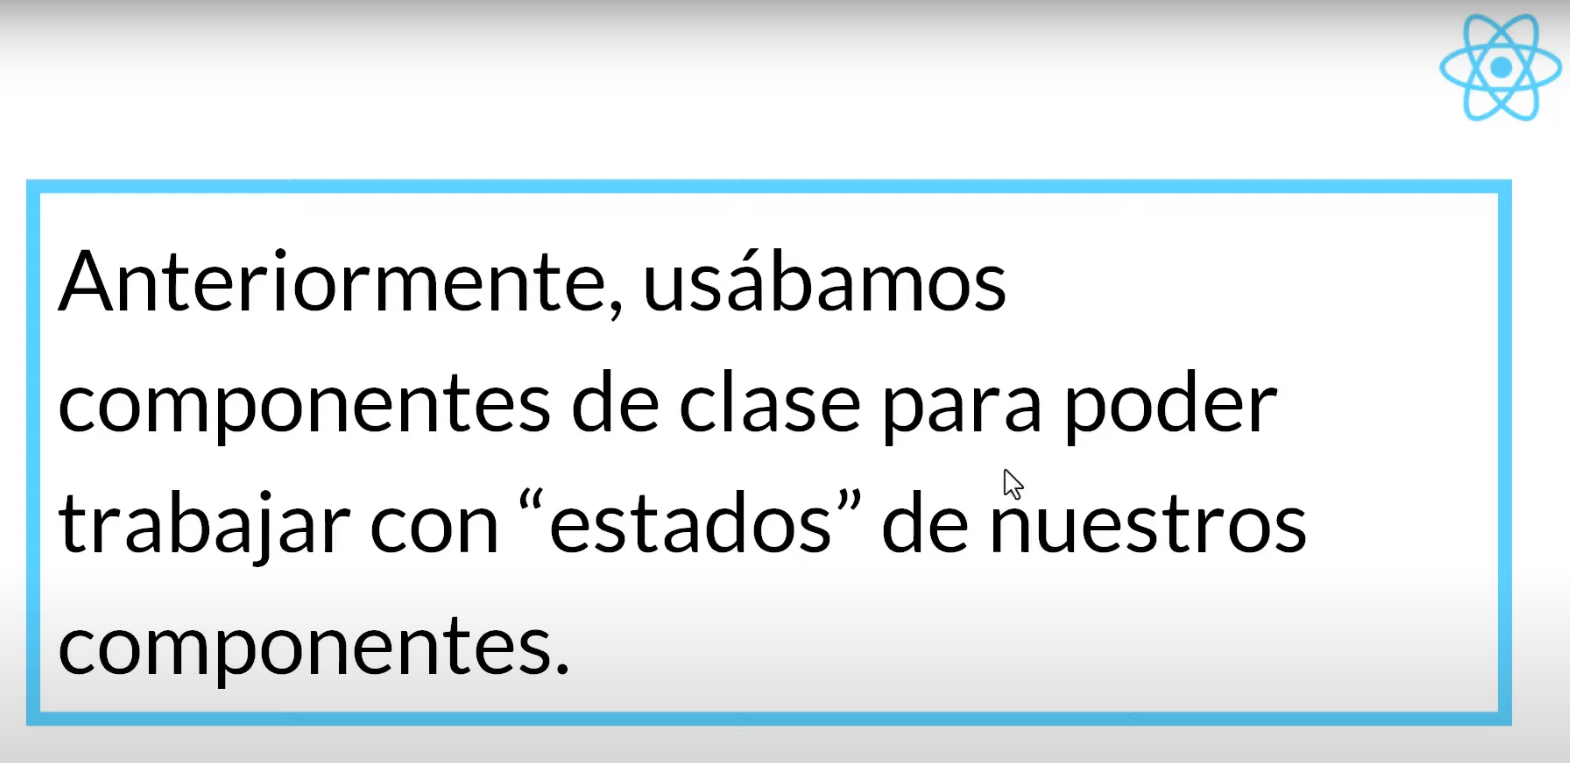 Anteriormente, usábamos
componentes de clase para poder
trabajar con “estados” de nuestros
componentes.